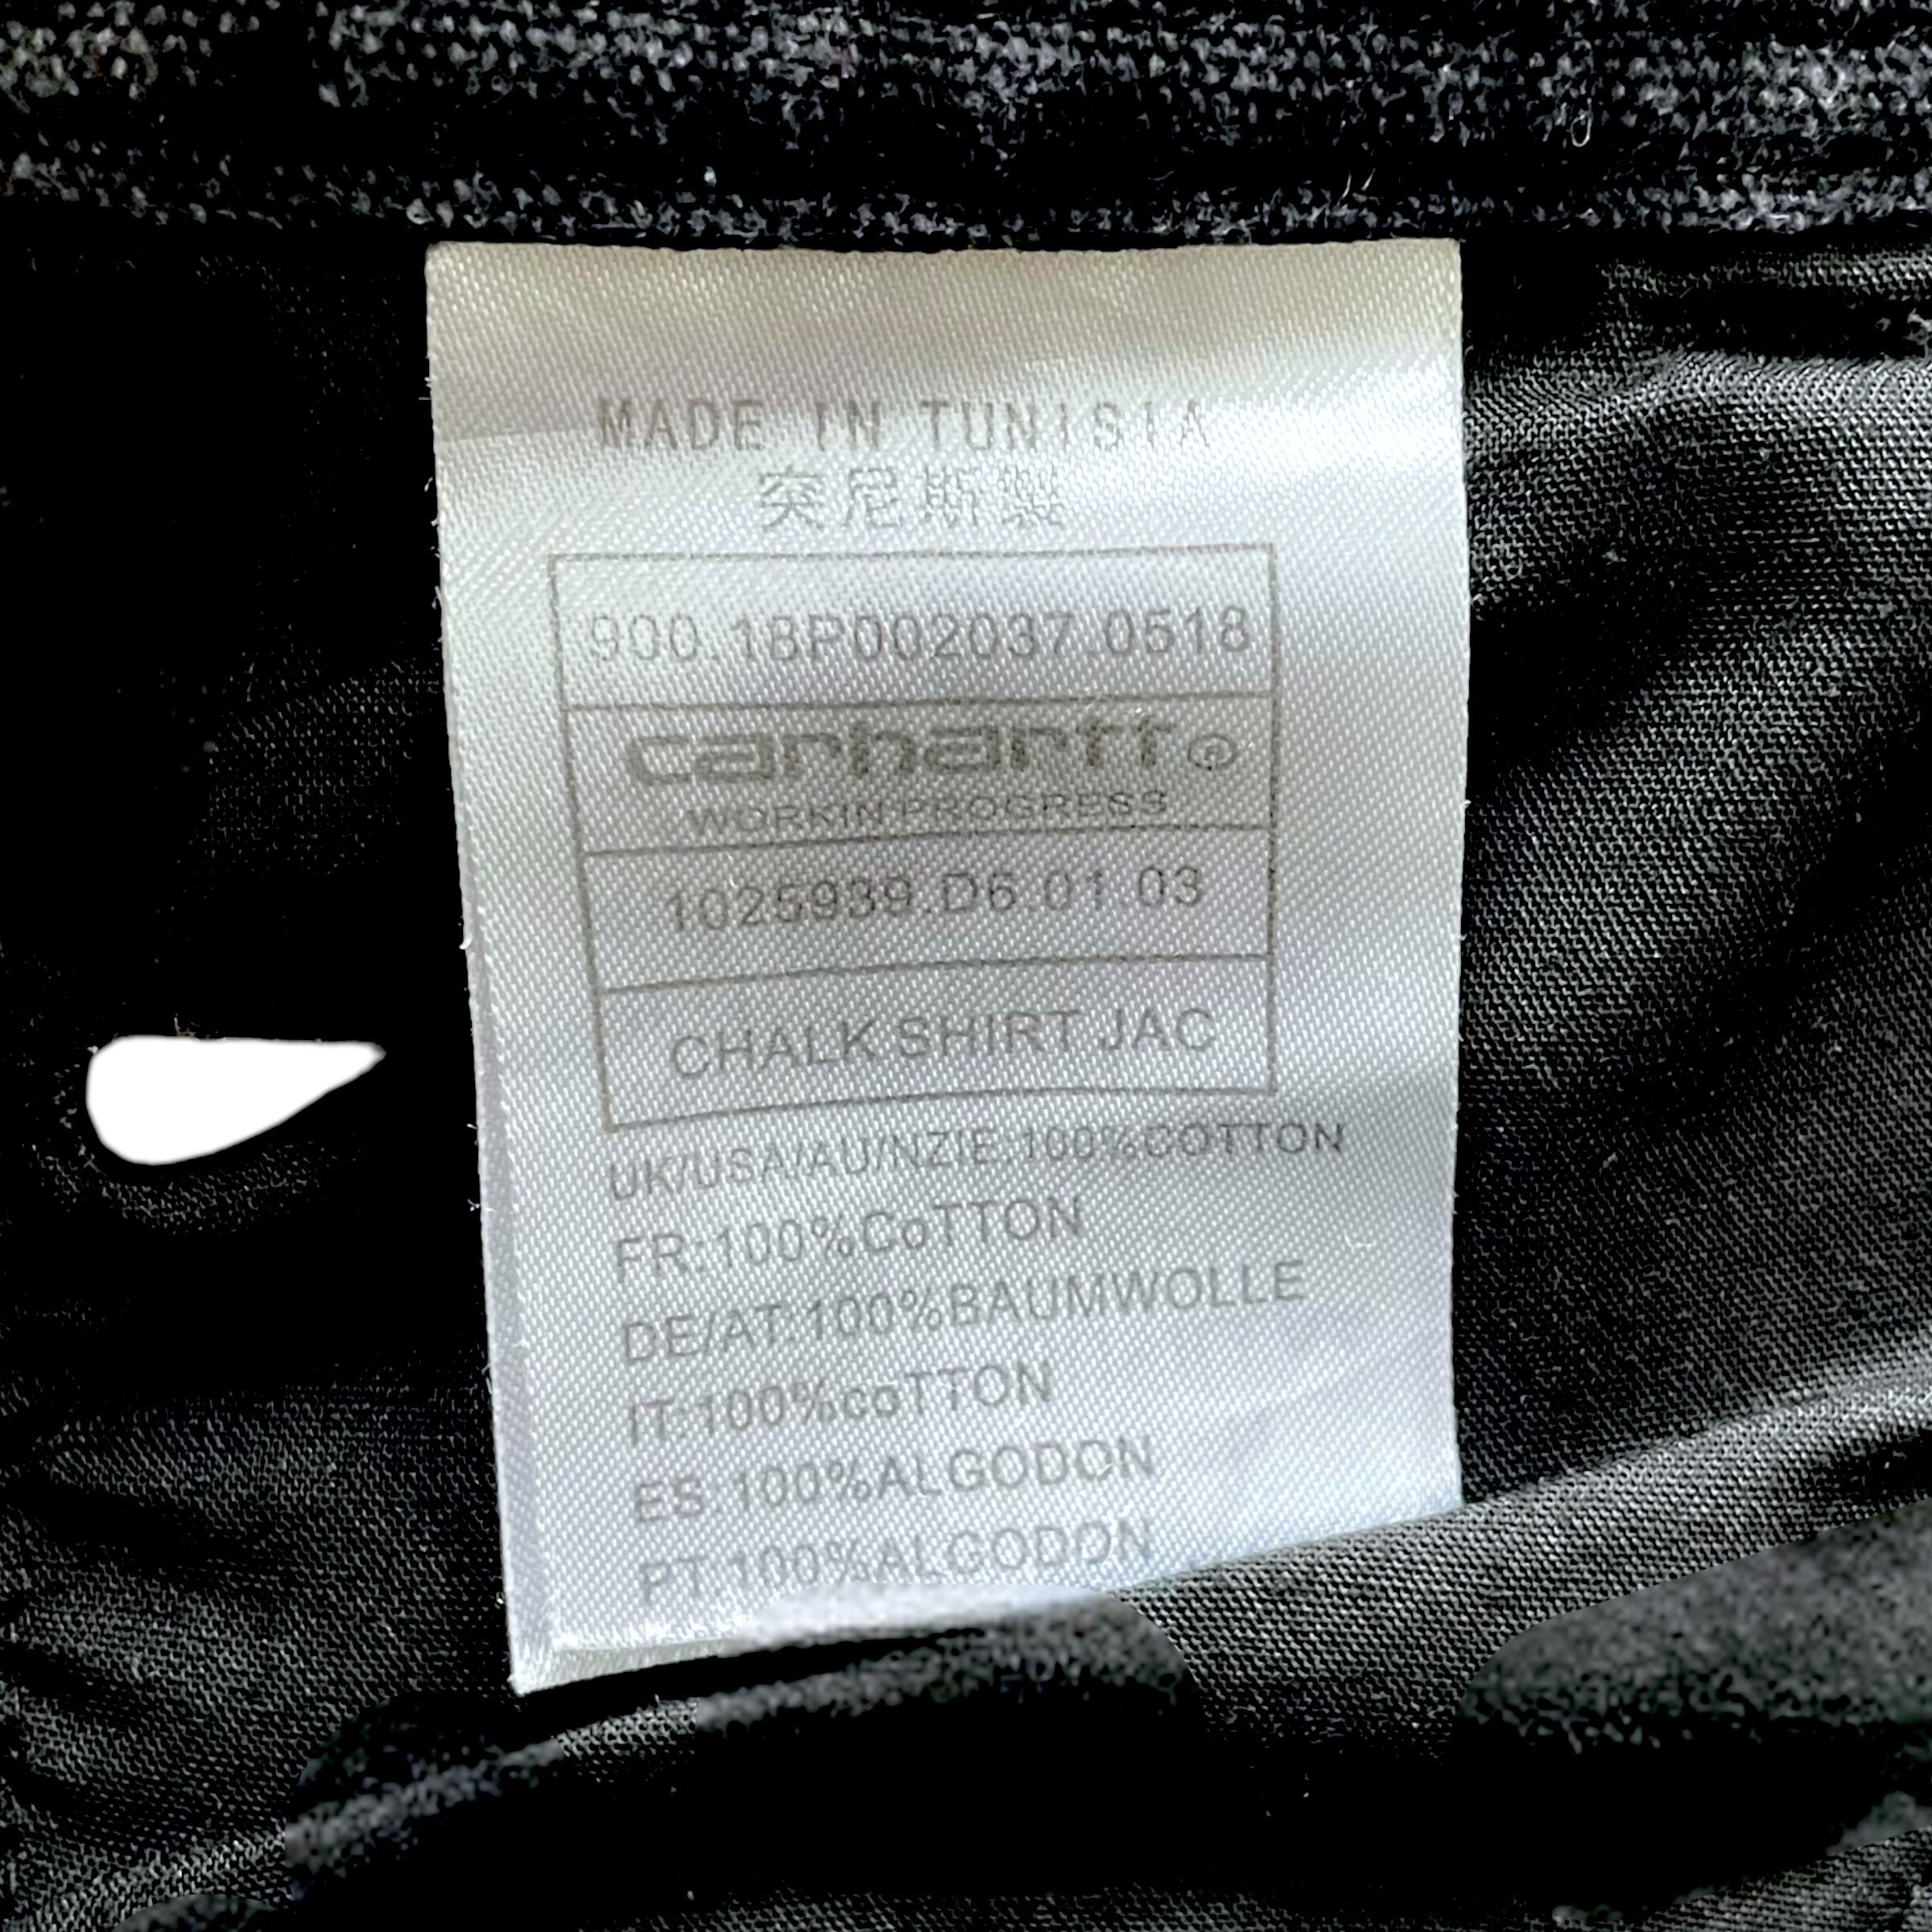 MADE IN TUNISIA
突尼斯製
900.18P002037.0518
carhartt®
WORK IN PROGRESS
1025939.D6.01.03
CHALK SHIRT JAC
UK/USA/AU/NZIE:100%COTTON
FR:100%CoTTON
DE/AT:100%BAUMWOLLE
IT:100%coTTON
ES:100%ALGODON
PT:100%ALGODON